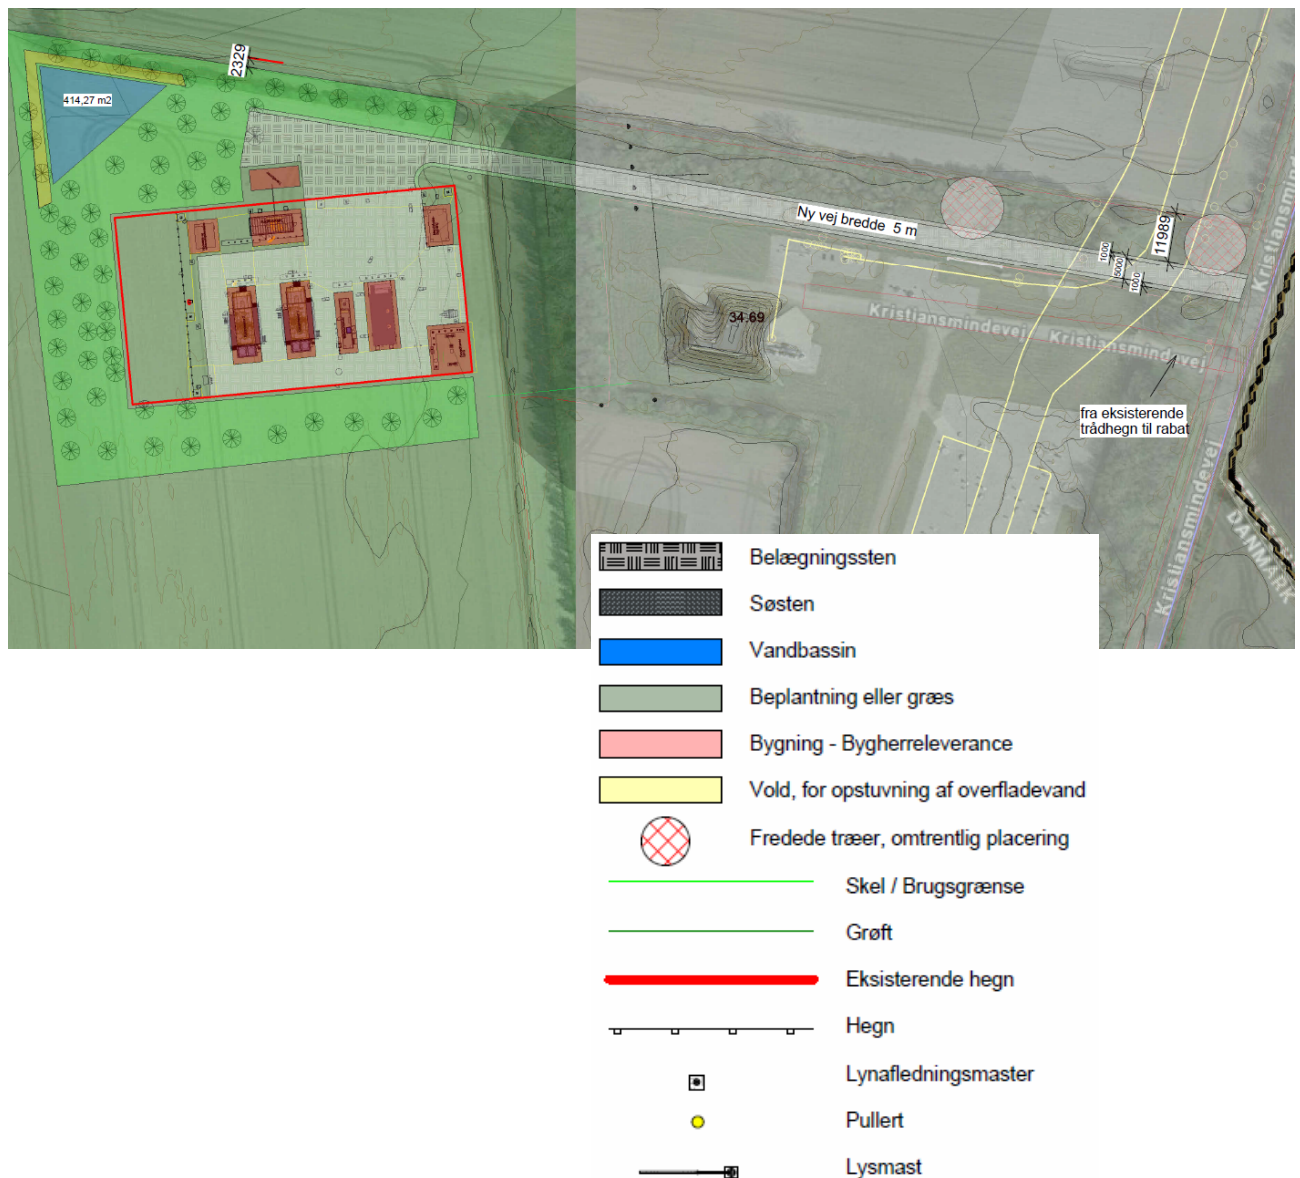 2329
414,27 m2
Ny vej bredde 5 m
11989
1000
5000
1000
34.69
Kristiansmindevej
Kristiansmindevej
Kristiansmind
fra eksisterende
trådhegn til rabat
Kristiansmindevej
DANMARK
Belægningssten
Søsten
Vandbassin
Beplantning eller græs
Bygning - Bygherreleverance
Vold, for opstuvning af overfladevand
Fredede træer, omtrentlig placering
Skel / Brugsgrænse
Grøft
Eksisterende hegn
Hegn
Lynafledningsmaster
Pullert
Lysmast